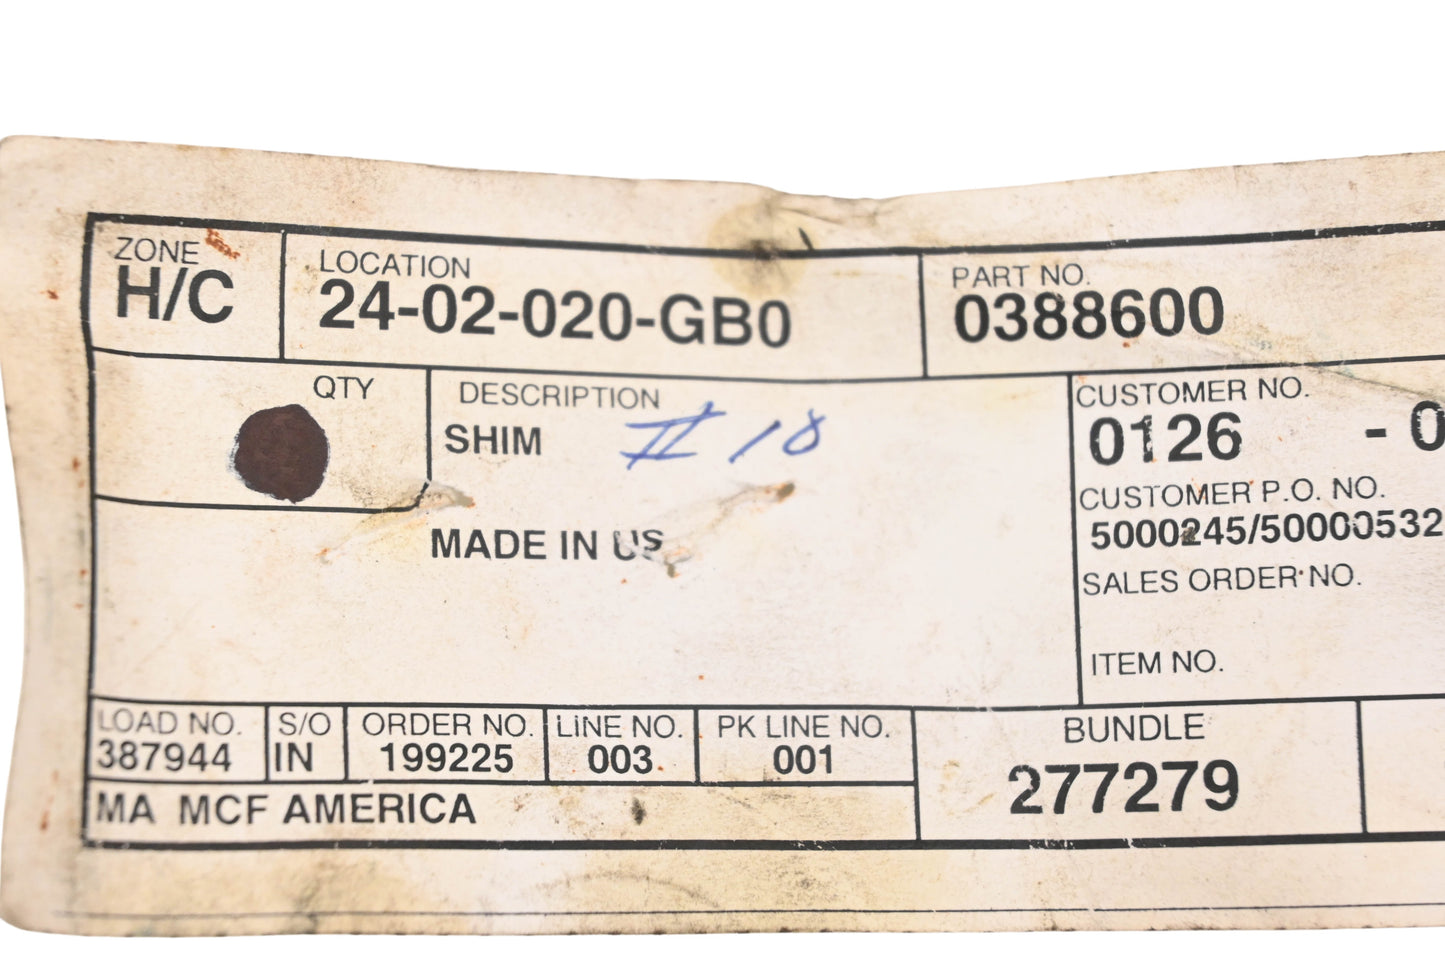 ZONE LOCATION PART NO.
H/C 24-02-020-GB0 0388600
QTY DESCRIPTION CUSTOMER NO.
SHIM # 18 0126 - 0
CUSTOMER P.O. NO.
MADE IN US 5000245/50000532
SALES ORDER NO.
ITEM NO.
LOAD NO. S/O ORDER NO. LINE NO. PK LINE NO. BUNDLE
387944 IN 199225 003 001 277279
MA MCF AMERICA